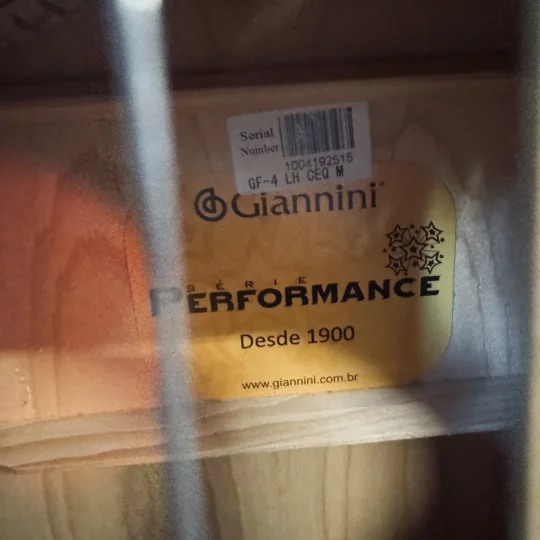 Serial
Number
1004192515
GF-4 LH CEQ M
Giannini
SÉRIE
PERFORMANCE
Desde 1900
www.giannini.com.br